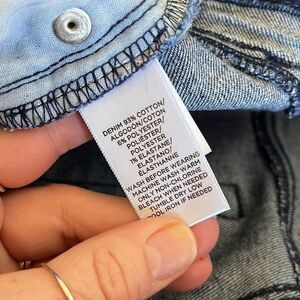 DENIM 93% COTTON/
ALGODÓN/COTON
6% POLYESTER/
POLIÉSTER/
POLYESTER
1% ELASTANE/
ELASTANO/
ELASTHANNE
WASH BEFORE WEARING
MACHINE WASH WARM
ONLY NON-CHLORINE
BLEACH WHEN NEEDED
TUMBLE DRY LOW
COOL IRON IF NEEDED